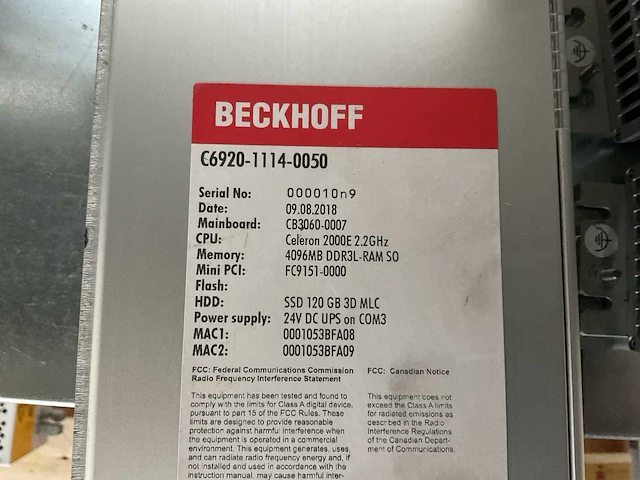 BECKHOFF
C6920-1114-0050
Serial No: 000010n9
Date: 09.08.2018
Mainboard: CB3060-0007
CPU: Celeron 2000E 2.2GHz
Memory: 4096MB DDR3L-RAM SO
Mini PCI: FC9151-0000
Flash:
HDD: SSD 120 GB 3D MLC
Power supply: 24V DC UPS on COM3
MAC1: 0001053BFA08
MAC2: 0001053BFA09
FCC: Federal Communications Commission
Radio Frequency Interference Statement
This equipment has been tested and found to
comply with the limits for Class A digital device,
pursuant to part 15 of the FCC Rules. These
limits are designed to provide reasonable
protection against harmful interference when
the equipment is operated in a commercial
environment. This equipment generates, uses,
and can radiate radio frequency energy and, if
not installed and used in accordance with the
instruction manual, may cause harmful inter-
FCC: Canadian Notice
This equipment does not
exceed the Class A limits
for radiated emissions as
described in the Radio
Interference Regulations
of the Canadian Depart-
ment of Communications.